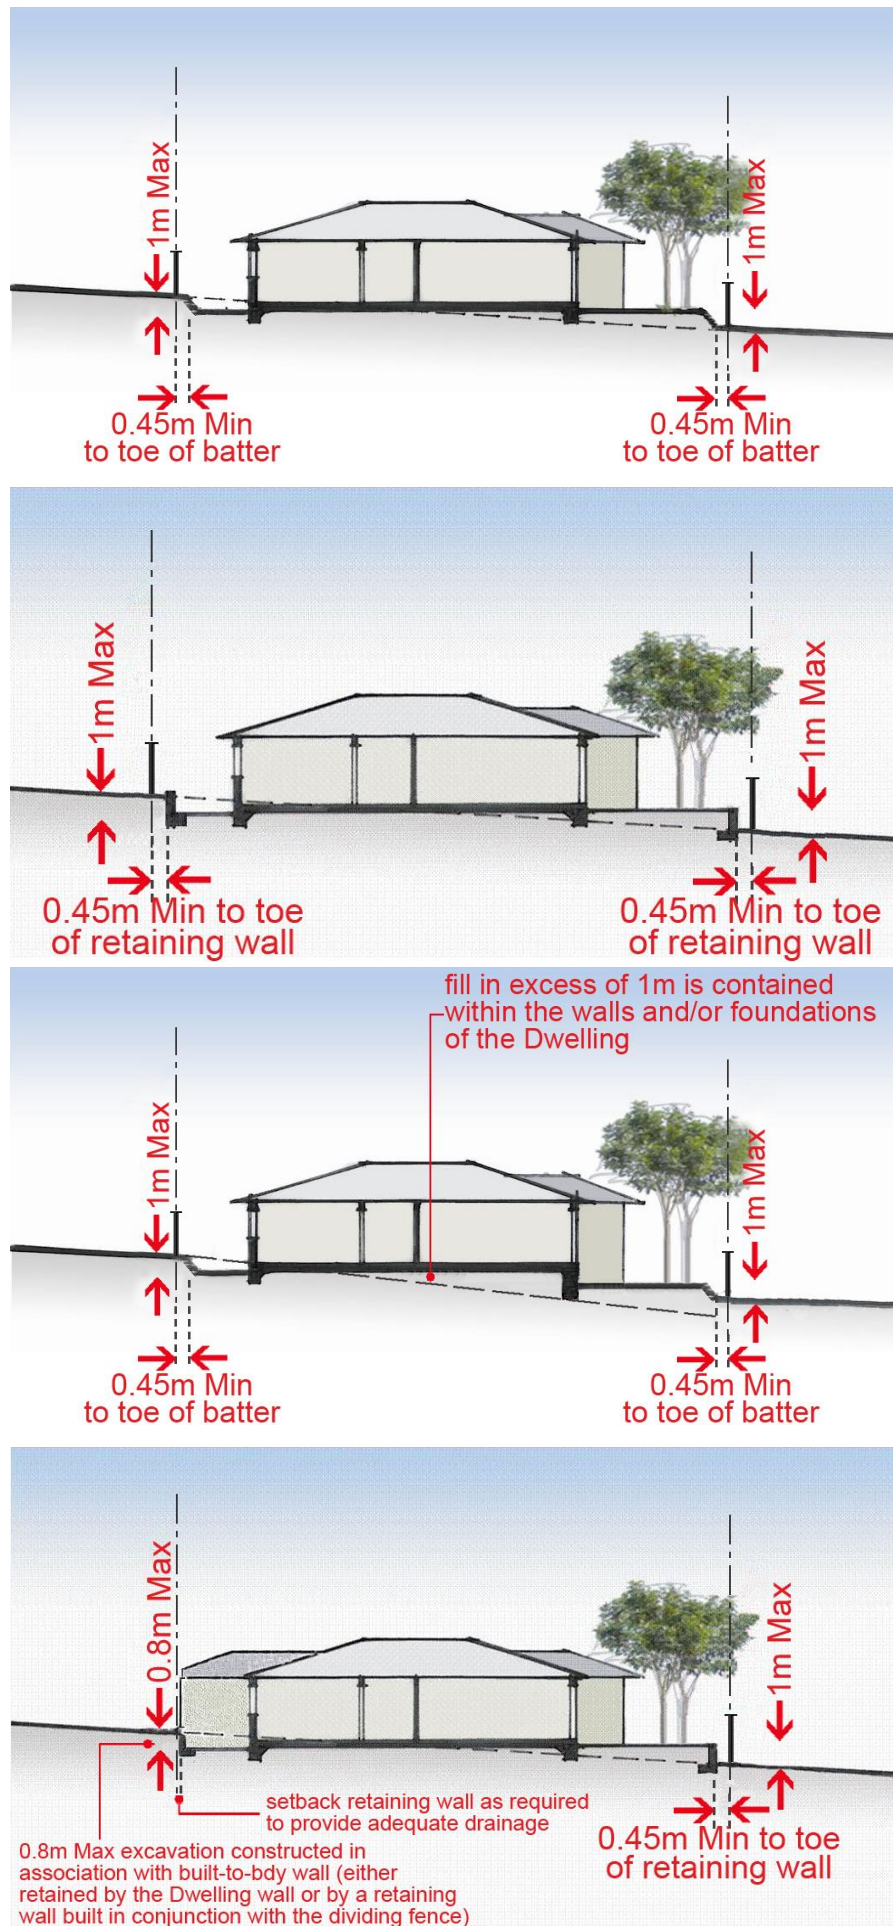 1m Max
1m Max
0.45m Min
to toe of batter
0.45m Min
to toe of batter
1m Max
1m Max
0.45m Min to toe
of retaining wall
0.45m Min to toe
of retaining wall
fill in excess of 1m is contained
within the walls and/or foundations
of the Dwelling
1m Max
1m Max
0.45m Min
to toe of batter
0.45m Min
to toe of batter
0.8m Max
1m Max
setback retaining wall as required
to provide adequate drainage
0.45m Min to toe
of retaining wall
0.8m Max excavation constructed in
association with built-to-bdy wall (either
retained by the Dwelling wall or by a retaining
wall built in conjunction with the dividing fence)